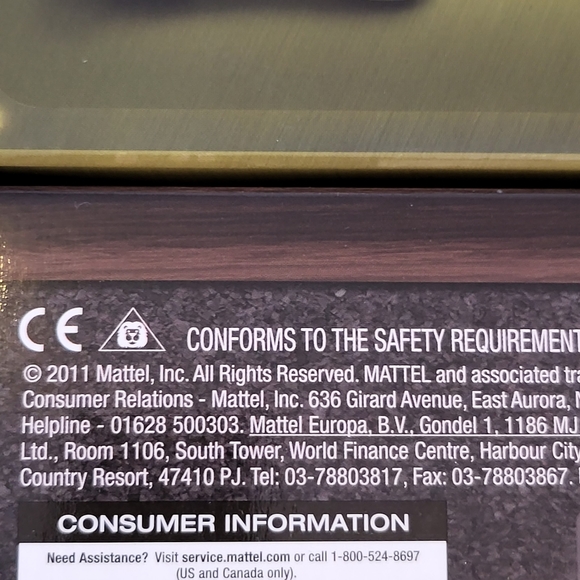 CE CONFORMS TO THE SAFETY REQUIREMENT
© 2011 Mattel, Inc. All Rights Reserved. MATTEL and associated tra
Consumer Relations - Mattel, Inc. 636 Girard Avenue, East Aurora, N
Helpline - 01628 500303. Mattel Europa, B.V., Gondel 1, 1186 MJ
Ltd., Room 1106, South Tower, World Finance Centre, Harbour City
Country Resort, 47410 PJ. Tel: 03-78803817, Fax: 03-78803867.
CONSUMER INFORMATION
Need Assistance? Visit service.mattel.com or call 1-800-524-8697
(US and Canada only).